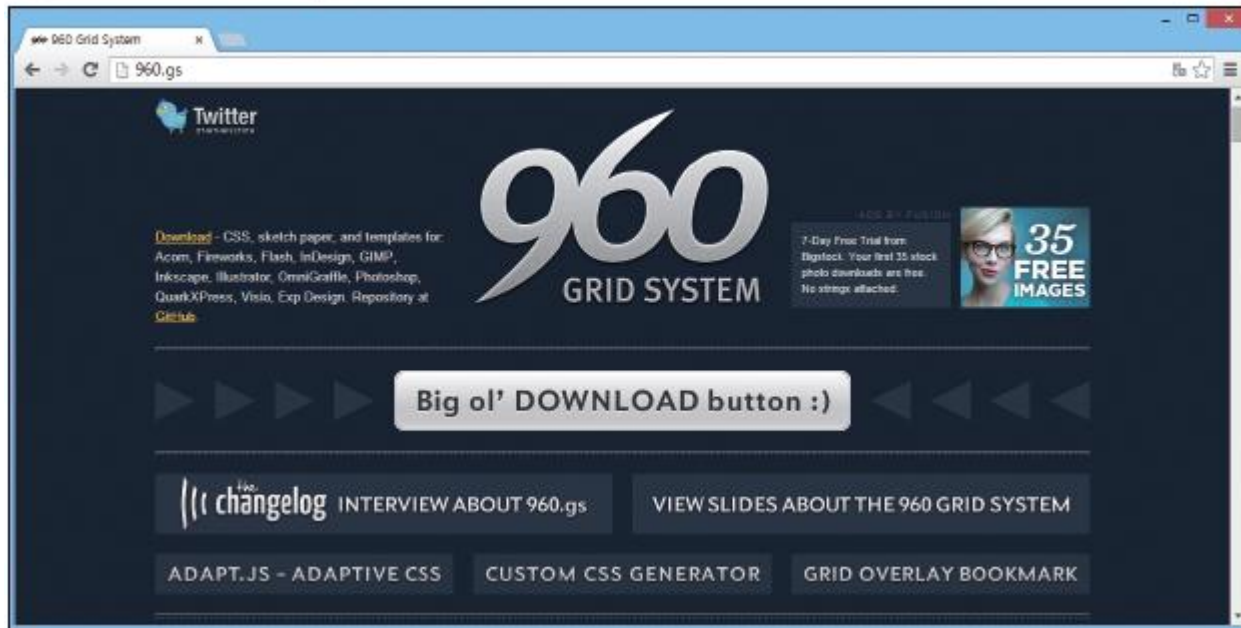 960 Grid System
960.gs
Twitter
960
GRID SYSTEM
Download - CSS, sketch paper, and templates for:
Acorn, Fireworks, Flash, InDesign, GIMP,
Inkscape, Illustrator, OmniGraffle, Photoshop,
QuarkXPress, Visio, Exp Design. Repository at
GitHub.
ADS BY FUSION
7-Day Free Trial from
Bigstock. Your first 35 stock
photo downloads are free.
No strings attached.
35
FREE
IMAGES
Big ol’ DOWNLOAD button :)
the changelog INTERVIEW ABOUT 960.gs
VIEW SLIDES ABOUT THE 960 GRID SYSTEM
ADAPT.JS – ADAPTIVE CSS
CUSTOM CSS GENERATOR
GRID OVERLAY BOOKMARK